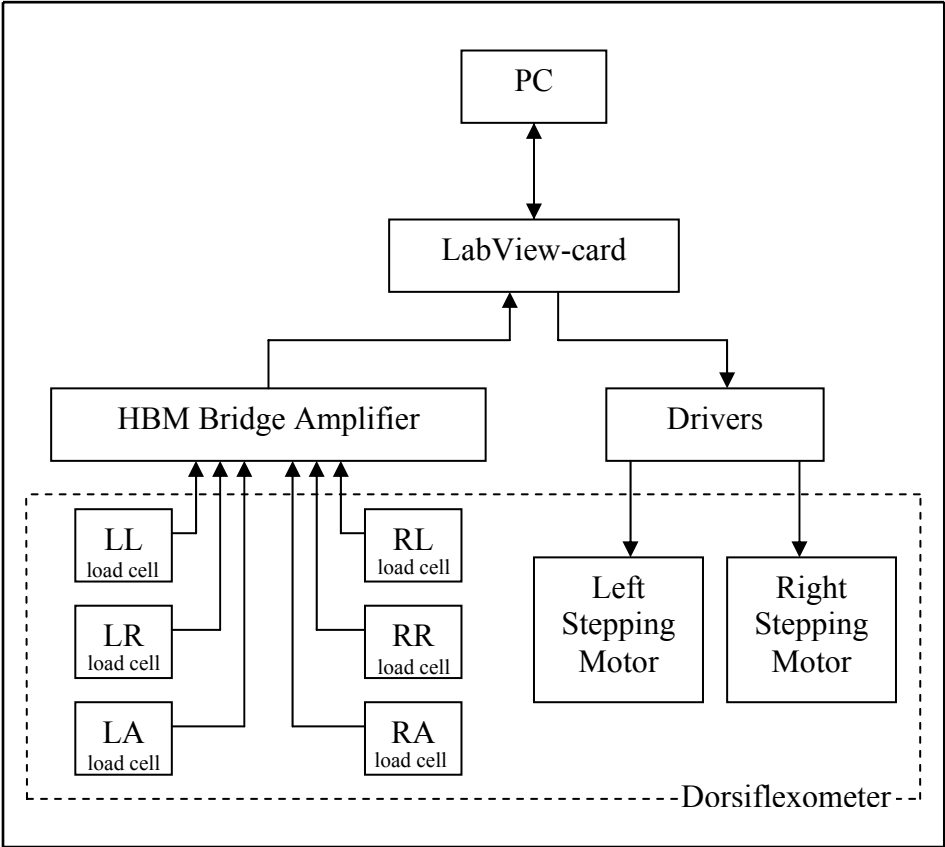 PC
LabView-card
HBM Bridge Amplifier
Drivers
LL
load cell
LR
load cell
LA
load cell
RL
load cell
RR
load cell
RA
load cell
Left
Stepping
Motor
Right
Stepping
Motor
Dorsiflexometer